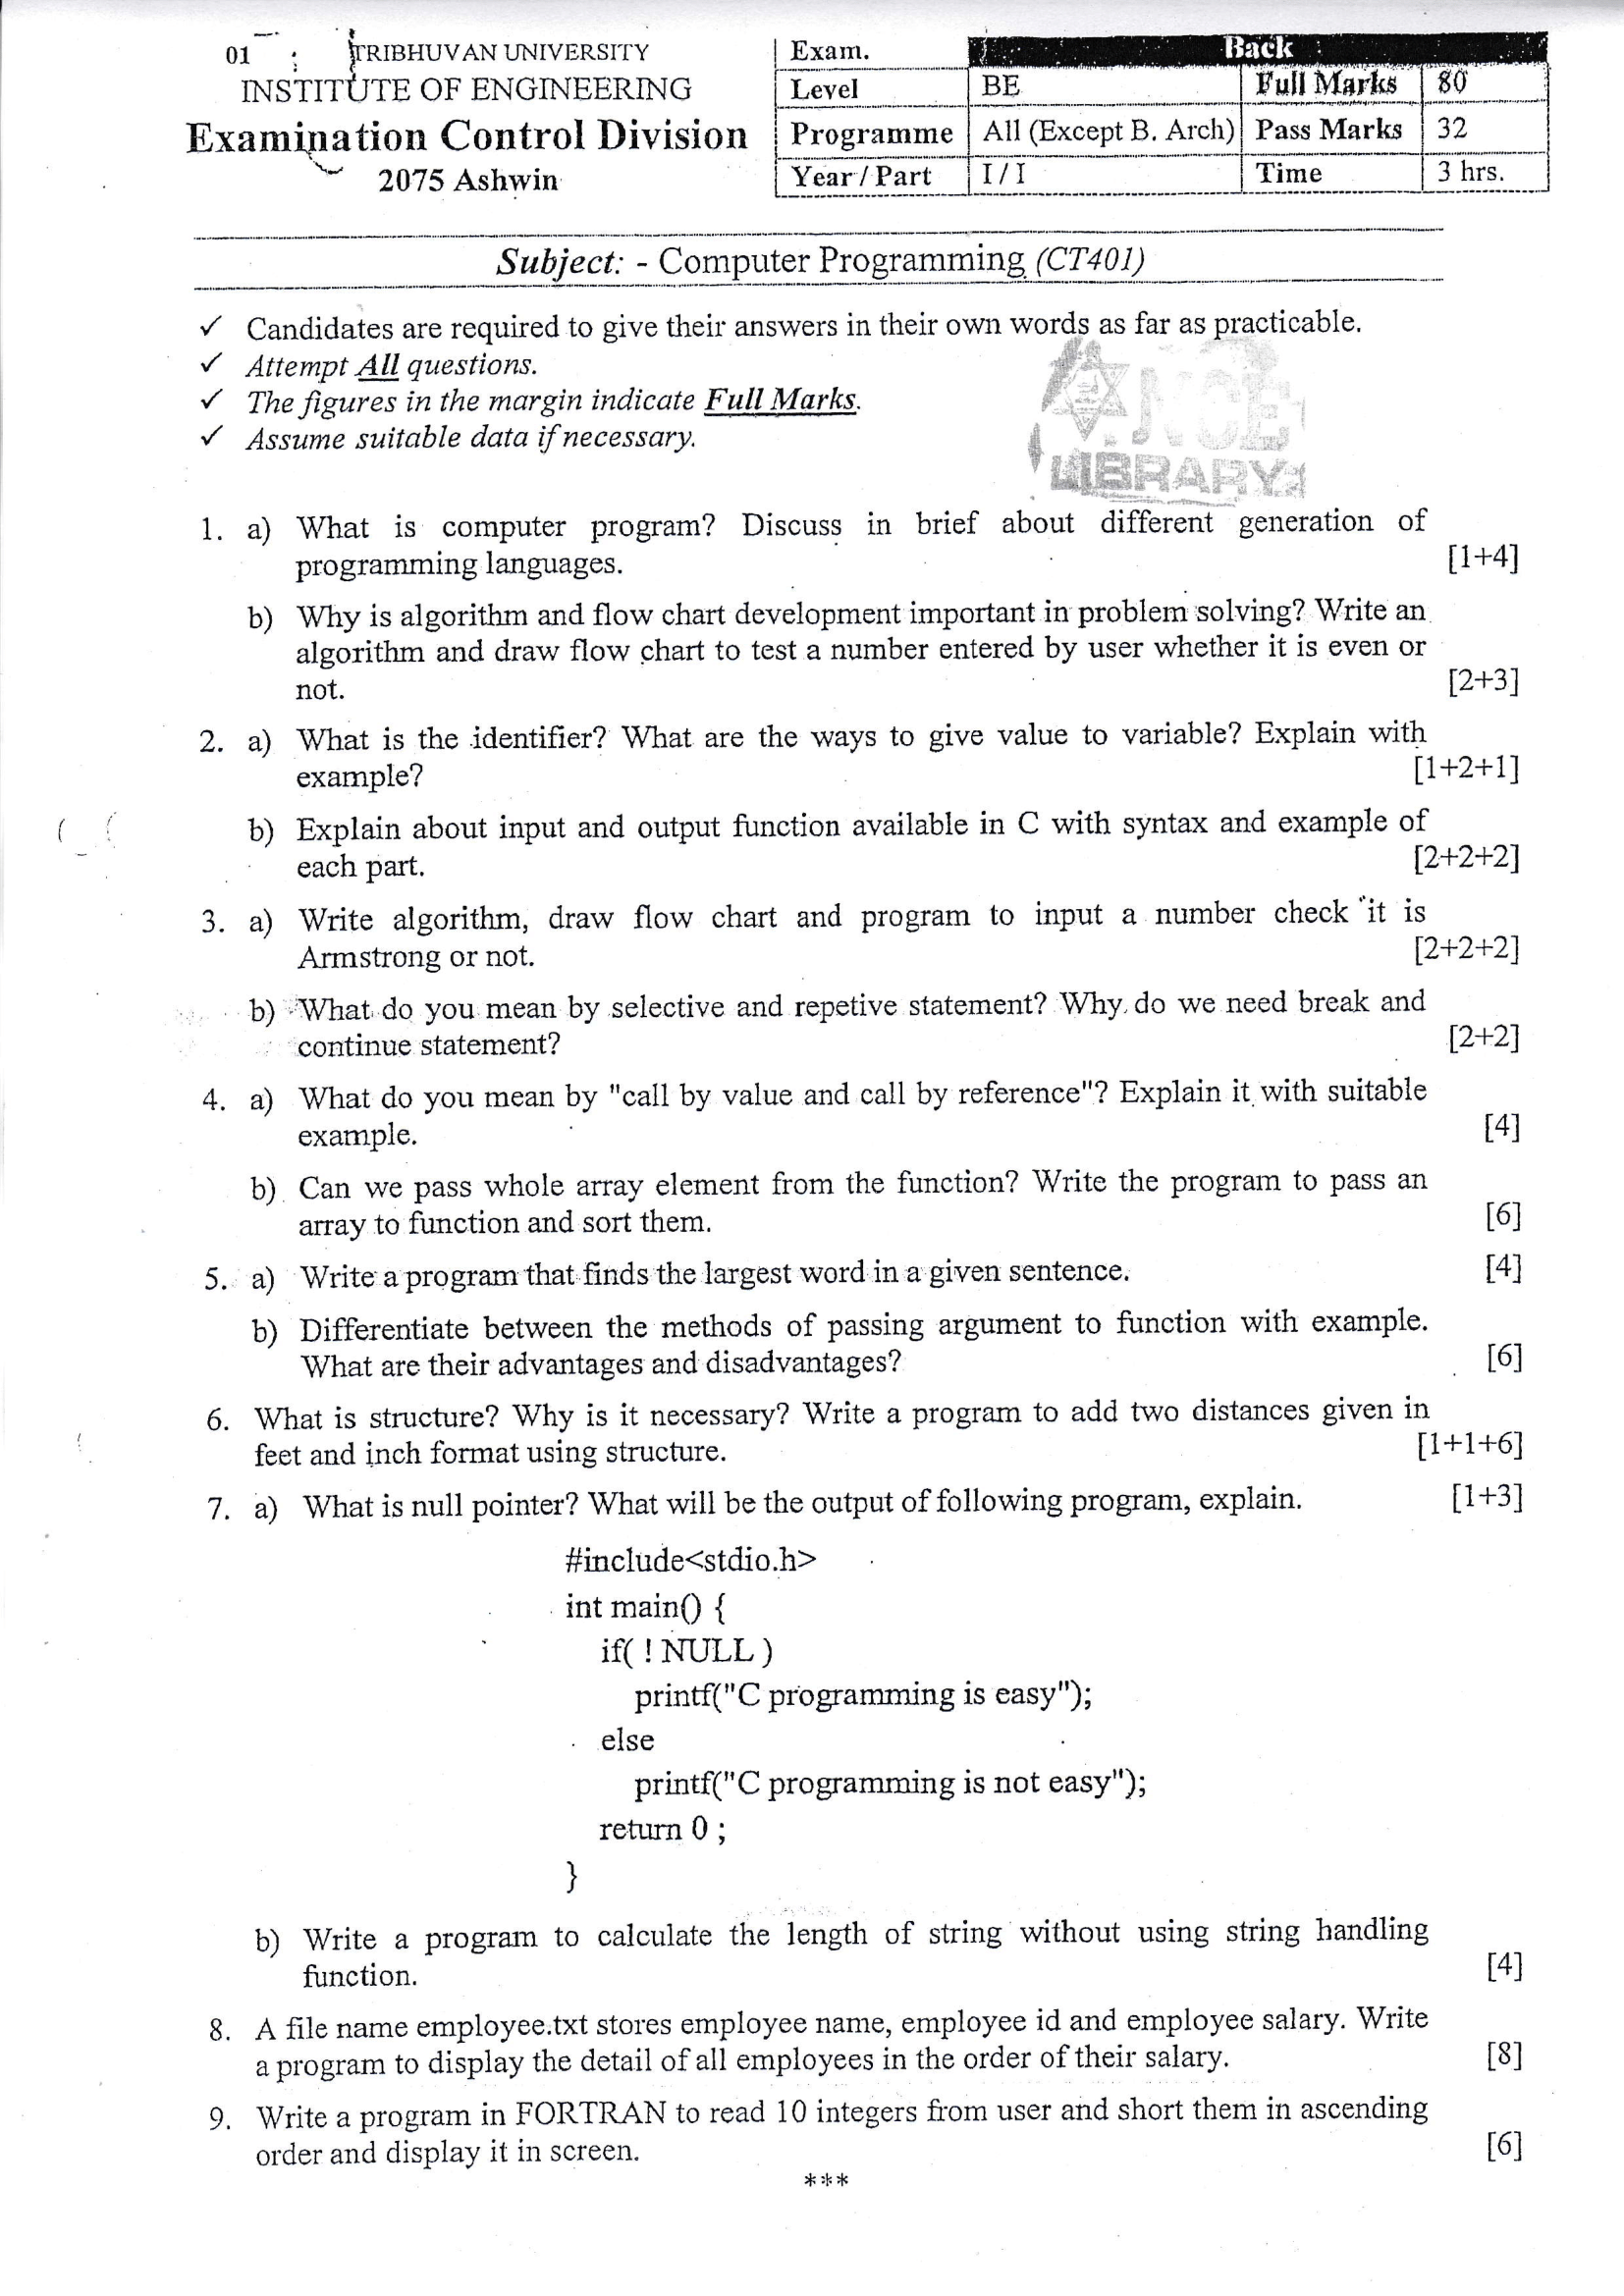 01
TRIBHUVAN UNIVERSITY
INSTITUTE OF ENGINEERING
Examination Control Division
2075 Ashwin
Exam. Back
Level BE Full Marks 80
Programme All (Except B. Arch) Pass Marks 32
Year / Part I / I Time 3 hrs.
Subject: - Computer Programming (CT401)
✓ Candidates are required to give their answers in their own words as far as practicable.
✓ Attempt All questions.
✓ The figures in the margin indicate Full Marks.
✓ Assume suitable data if necessary.
NCE
LIBRARY
1. a) What is computer program? Discuss in brief about different generation of
programming languages. [1+4]
b) Why is algorithm and flow chart development important in problem solving? Write an
algorithm and draw flow chart to test a number entered by user whether it is even or
not. [2+3]
2. a) What is the identifier? What are the ways to give value to variable? Explain with
example? [1+2+1]
b) Explain about input and output function available in C with syntax and example of
each part. [2+2+2]
3. a) Write algorithm, draw flow chart and program to input a number check it is
Armstrong or not. [2+2+2]
b) What do you mean by selective and repetive statement? Why do we need break and
continue statement? [2+2]
4. a) What do you mean by "call by value and call by reference"? Explain it with suitable
example. [4]
b) Can we pass whole array element from the function? Write the program to pass an
array to function and sort them. [6]
5. a) Write a program that finds the largest word in a given sentence. [4]
b) Differentiate between the methods of passing argument to function with example.
What are their advantages and disadvantages? [6]
6. What is structure? Why is it necessary? Write a program to add two distances given in
feet and inch format using structure. [1+1+6]
7. a) What is null pointer? What will be the output of following program, explain. [1+3]
#include<stdio.h>
int main() {
if( ! NULL )
printf("C programming is easy");
else
printf("C programming is not easy");
return 0 ;
}
b) Write a program to calculate the length of string without using string handling
function. [4]
8. A file name employee.txt stores employee name, employee id and employee salary. Write
a program to display the detail of all employees in the order of their salary. [8]
9. Write a program in FORTRAN to read 10 integers from user and short them in ascending
order and display it in screen. [6]
***